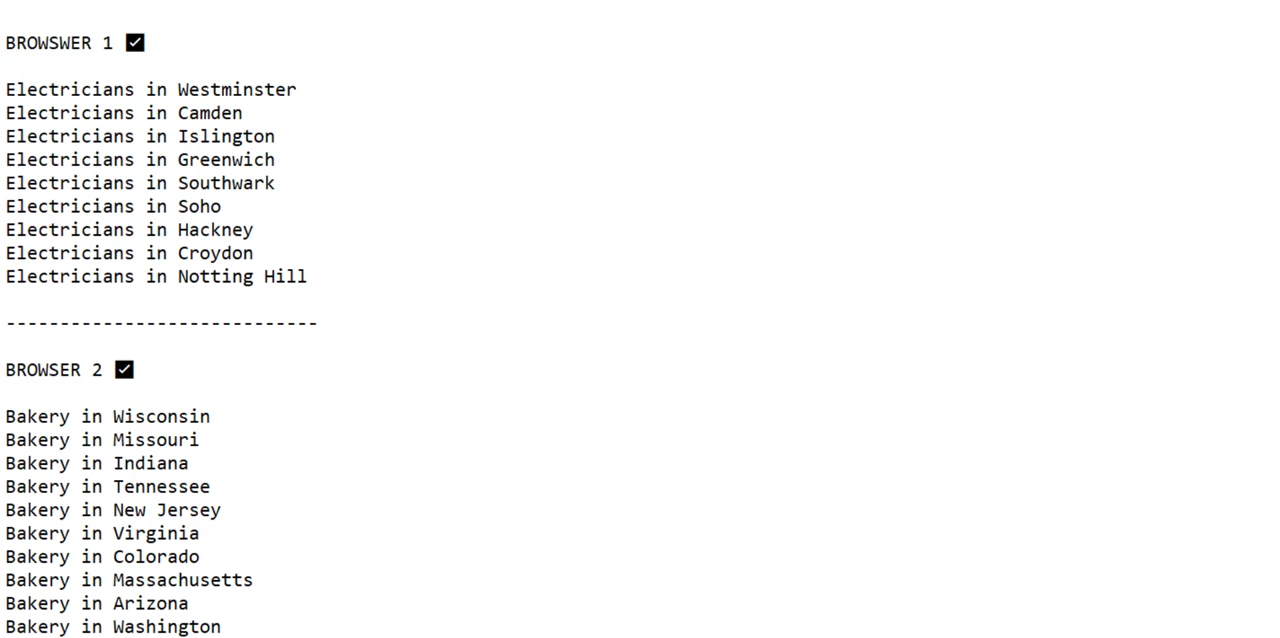 BROWSWER 1 ☑
Electricians in Westminster
Electricians in Camden
Electricians in Islington
Electricians in Greenwich
Electricians in Southwark
Electricians in Soho
Electricians in Hackney
Electricians in Croydon
Electricians in Notting Hill
-----------------------------
BROWSER 2 ☑
Bakery in Wisconsin
Bakery in Missouri
Bakery in Indiana
Bakery in Tennessee
Bakery in New Jersey
Bakery in Virginia
Bakery in Colorado
Bakery in Massachusetts
Bakery in Arizona
Bakery in Washington